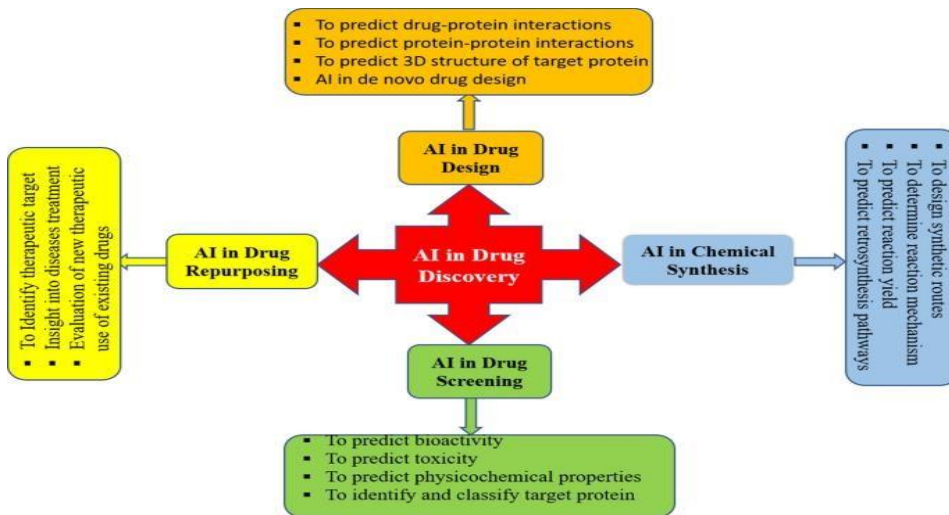 ▪ To predict drug-protein interactions
▪ To predict protein-protein interactions
▪ To predict 3D structure of target protein
▪ AI in de novo drug design
AI in Drug
Design
▪ To Identify therapeutic target
▪ Insight into diseases treatment
▪ Evaluation of new therapeutic
use of existing drugs
AI in Drug
Repurposing
AI in Drug
Discovery
AI in Chemical
Synthesis
▪ To design synthetic routes
▪ To determine reaction mechanism
▪ To predict reaction yield
▪ To predict retrosynthesis pathways
AI in Drug
Screening
▪ To predict bioactivity
▪ To predict toxicity
▪ To predict physicochemical properties
▪ To identify and classify target protein